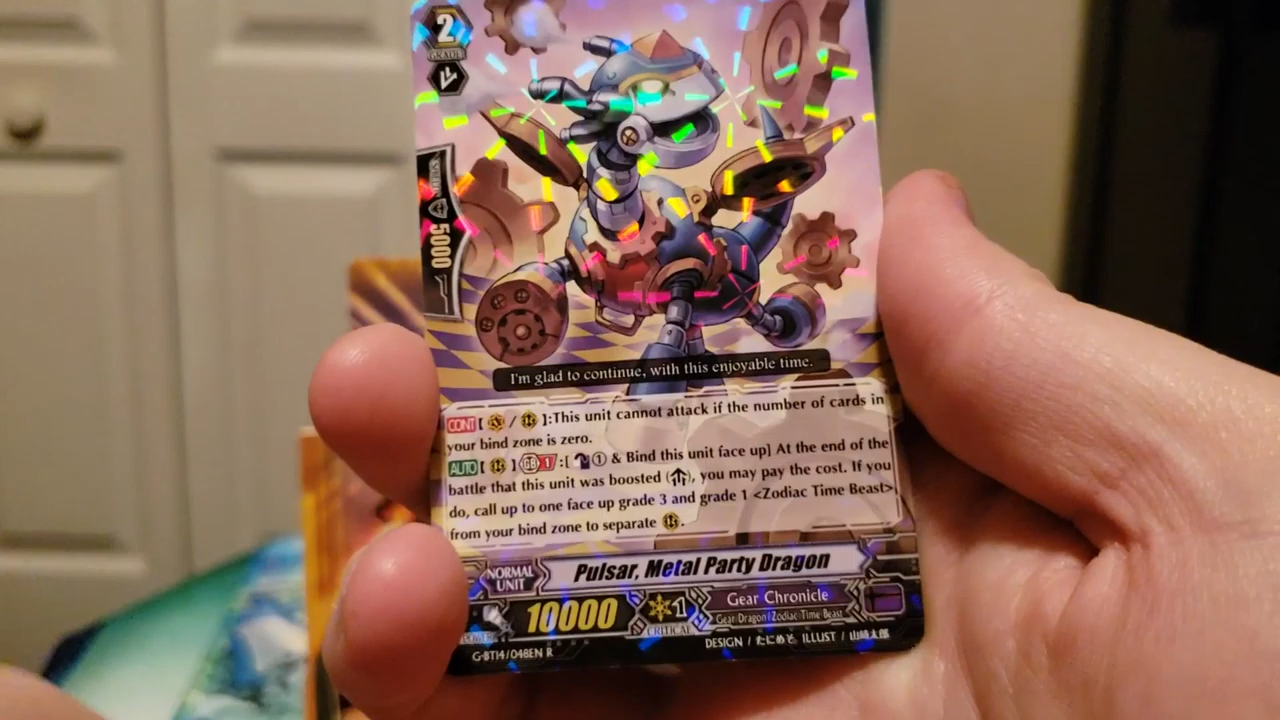 2
GRADE
5000
I'm glad to continue, with this enjoyable time.
CONT [ / ]:This unit cannot attack if the number of cards in
your bind zone is zero.
AUTO [ ] GB1:[ ① & Bind this unit face up] At the end of the
battle that this unit was boosted ( ), you may pay the cost. If you
do, call up to one face up grade 3 and grade 1 <Zodiac Time Beast>
from your bind zone to separate .
NORMAL
UNIT
Pulsar, Metal Party Dragon
POWER
10000
1
CRITICAL
Gear Chronicle
Gear Dragon/Zodiac Time Beast
G-BT14/048EN R
DESIGN / たにめそ ILLUST / 山崎太郎